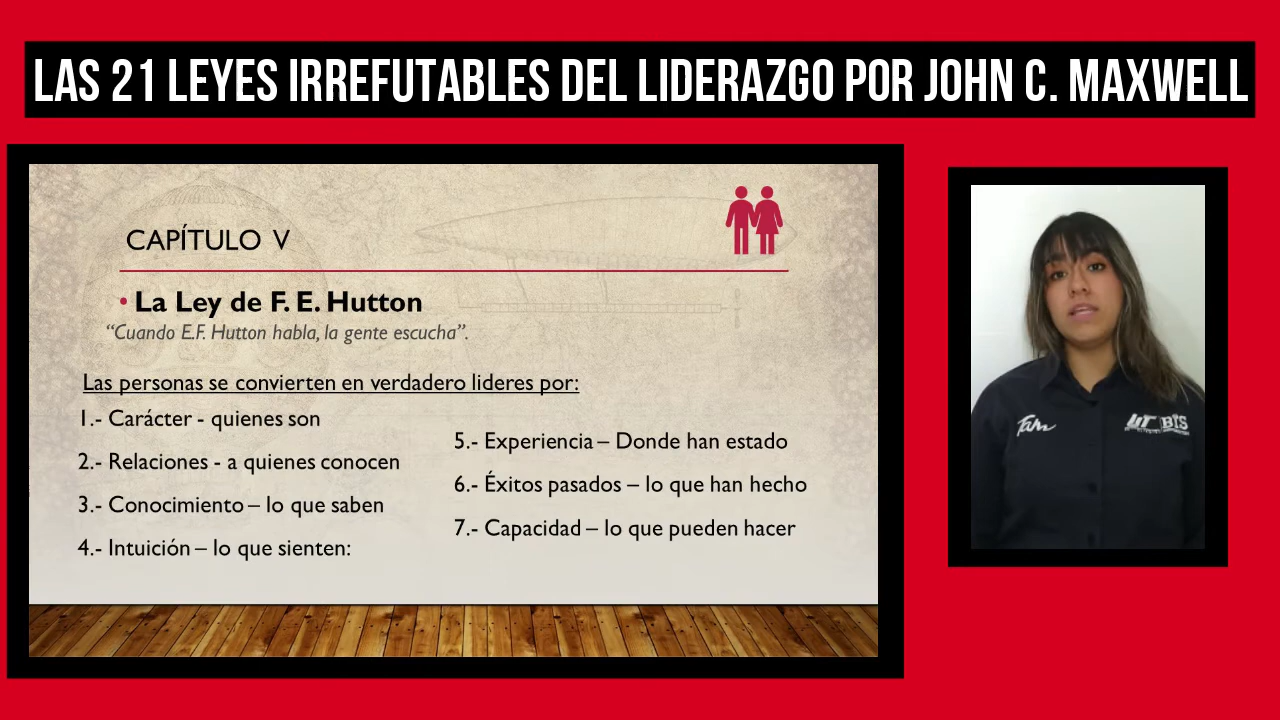 LAS 21 LEYES IRREFUTABLES DEL LIDERAZGO POR JOHN C. MAXWELL
CAPÍTULO V
• La Ley de F. E. Hutton
“Cuando E.F. Hutton habla, la gente escucha”.
Las personas se convierten en verdadero lideres por:
1.- Carácter - quienes son
2.- Relaciones - a quienes conocen
3.- Conocimiento – lo que saben
4.- Intuición – lo que sienten:
5.- Experiencia – Donde han estado
6.- Éxitos pasados – lo que han hecho
7.- Capacidad – lo que pueden hacer
UT BIS